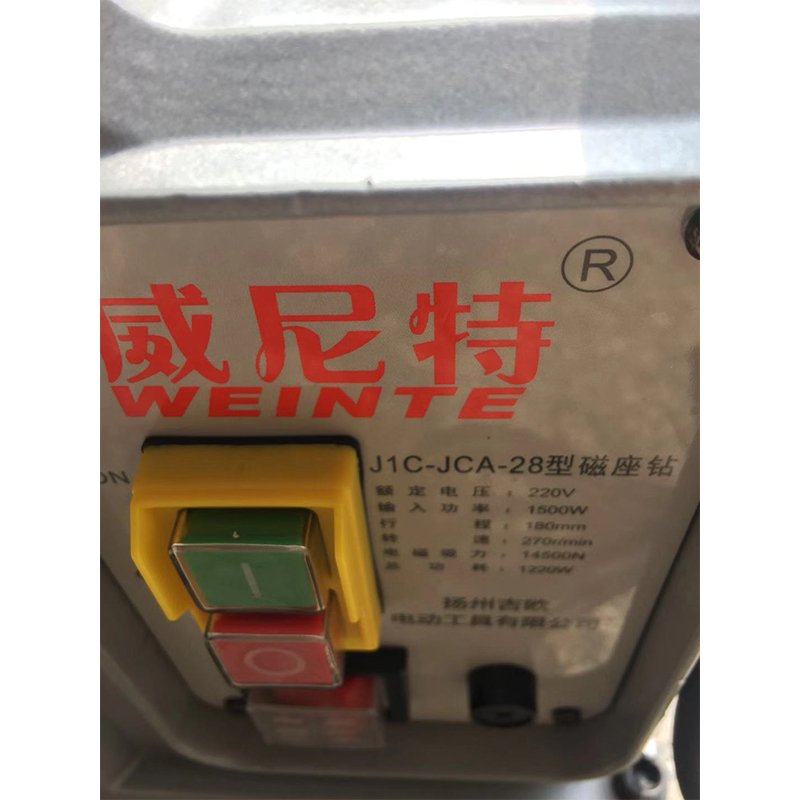 威尼特®
WEINTE
J1C-JCA-28型磁座钻
ON
额定电压：220V
输入功率：1500W
行程：180mm
转速：270r/min
电磁吸力：14500N
总功耗：1220W
扬州吉欧
电动工具有限公司